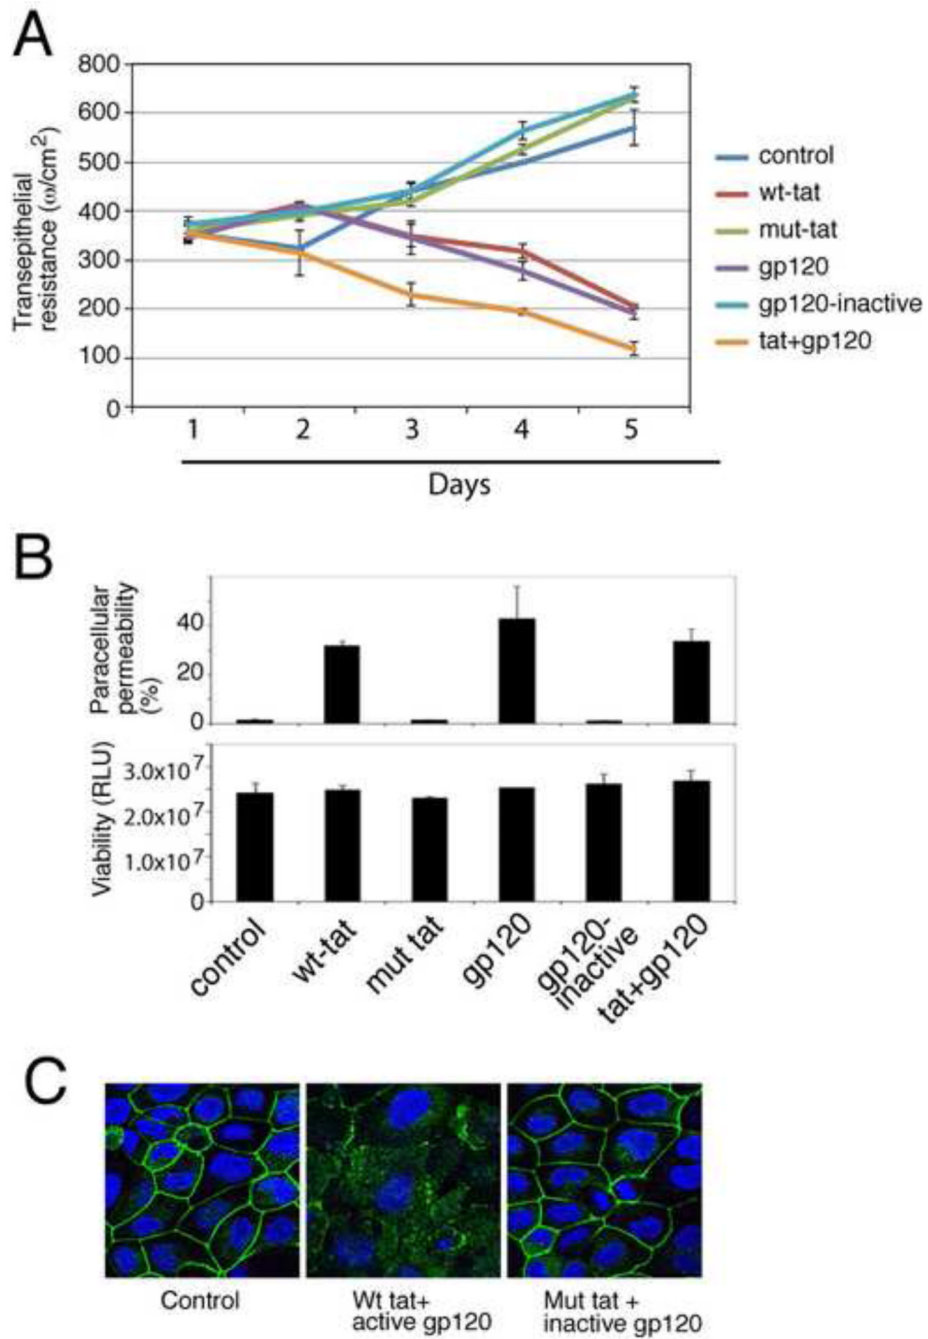 A
800
600
500
400
300
200
100
0
Transepithelial
resistance (ω/cm²)
1 2 3 4 5
Days
control
wt-tat
mut-tat
gp120
gp120-inactive
tat+gp120
B
Paracellular
permeability
(%)
40
20
0
Viability (RLU)
3.0x10⁷
2.0x10⁷
1.0x10⁷
0
control
wt-tat
mut tat
gp120
gp120-
inactive
tat+gp120
C
Control
Wt tat+
active gp120
Mut tat +
inactive gp120